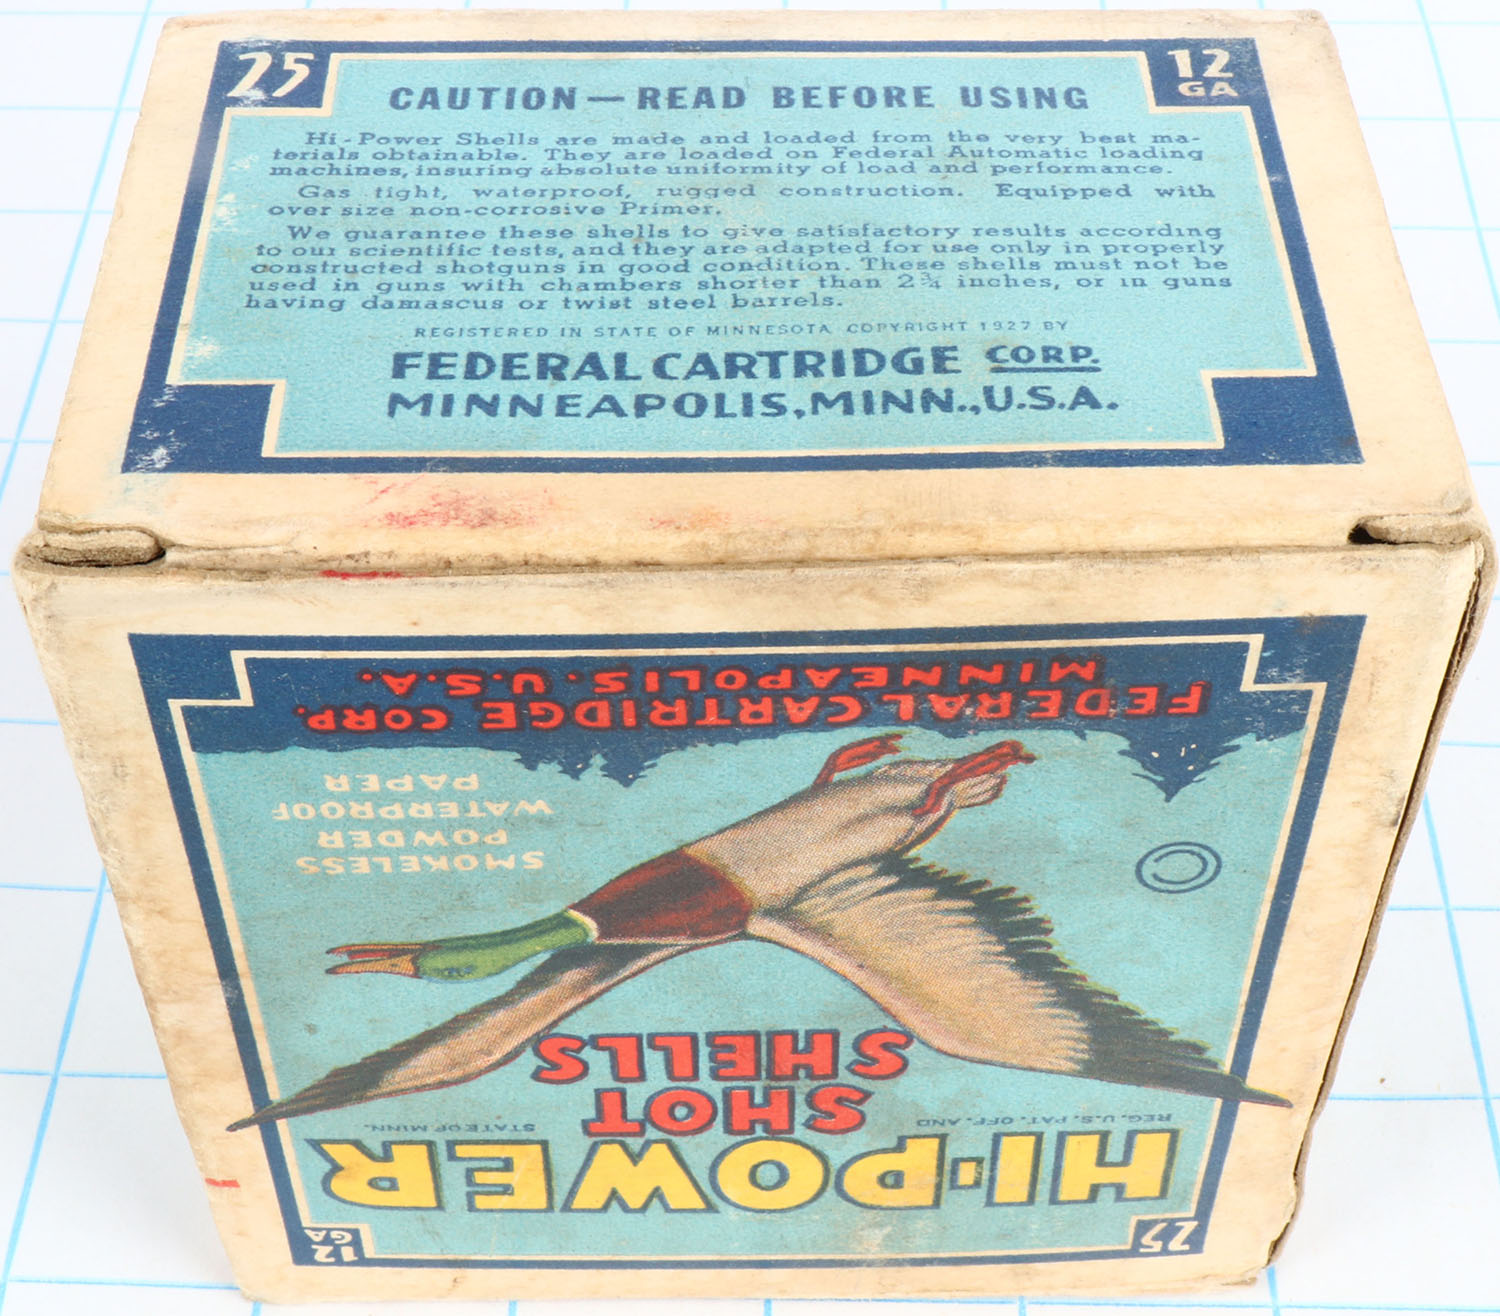 25
12
GA
CAUTION — READ BEFORE USING
Hi-Power Shells are made and loaded from the very best ma-
terials obtainable. They are loaded on Federal Automatic loading
machines, insuring absolute uniformity of load and performance.
Gas tight, waterproof, rugged construction. Equipped with
over size non-corrosive Primer.
We guarantee these shells to give satisfactory results according
to our scientific tests, and they are adapted for use only in properly
constructed shotguns in good condition. These shells must not be
used in guns with chambers shorter than 2¾ inches, or in guns
having damascus or twist steel barrels.
REGISTERED IN STATE OF MINNESOTA COPYRIGHT 1927 BY
FEDERAL CARTRIDGE CORP.
MINNEAPOLIS, MINN., U.S.A.
25
12
GA
HI-POWER
REG. U.S. PAT. OFF. AND
STATE OF MINN.
SHOT
SHELLS
SMOKELESS
POWDER
WATERPROOF
PAPER
FEDERAL CARTRIDGE CORP.
MINNEAPOLIS. U.S.A.